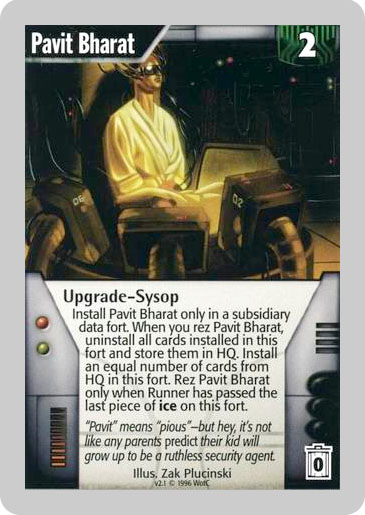 Pavit Bharat
2
06
02
Upgrade-Sysop
Install Pavit Bharat only in a subsidiary
data fort. When you rez Pavit Bharat,
uninstall all cards installed in this
fort and store them in HQ. Install
an equal number of cards from
HQ in this fort. Rez Pavit Bharat
only when Runner has passed the
last piece of ice on this fort.
"Pavit" means "pious"–but hey, it's not
like any parents predict their kid will
grow up to be a ruthless security agent.
Illus. Zak Plucinski
v2.1 © 1996 WotC
0